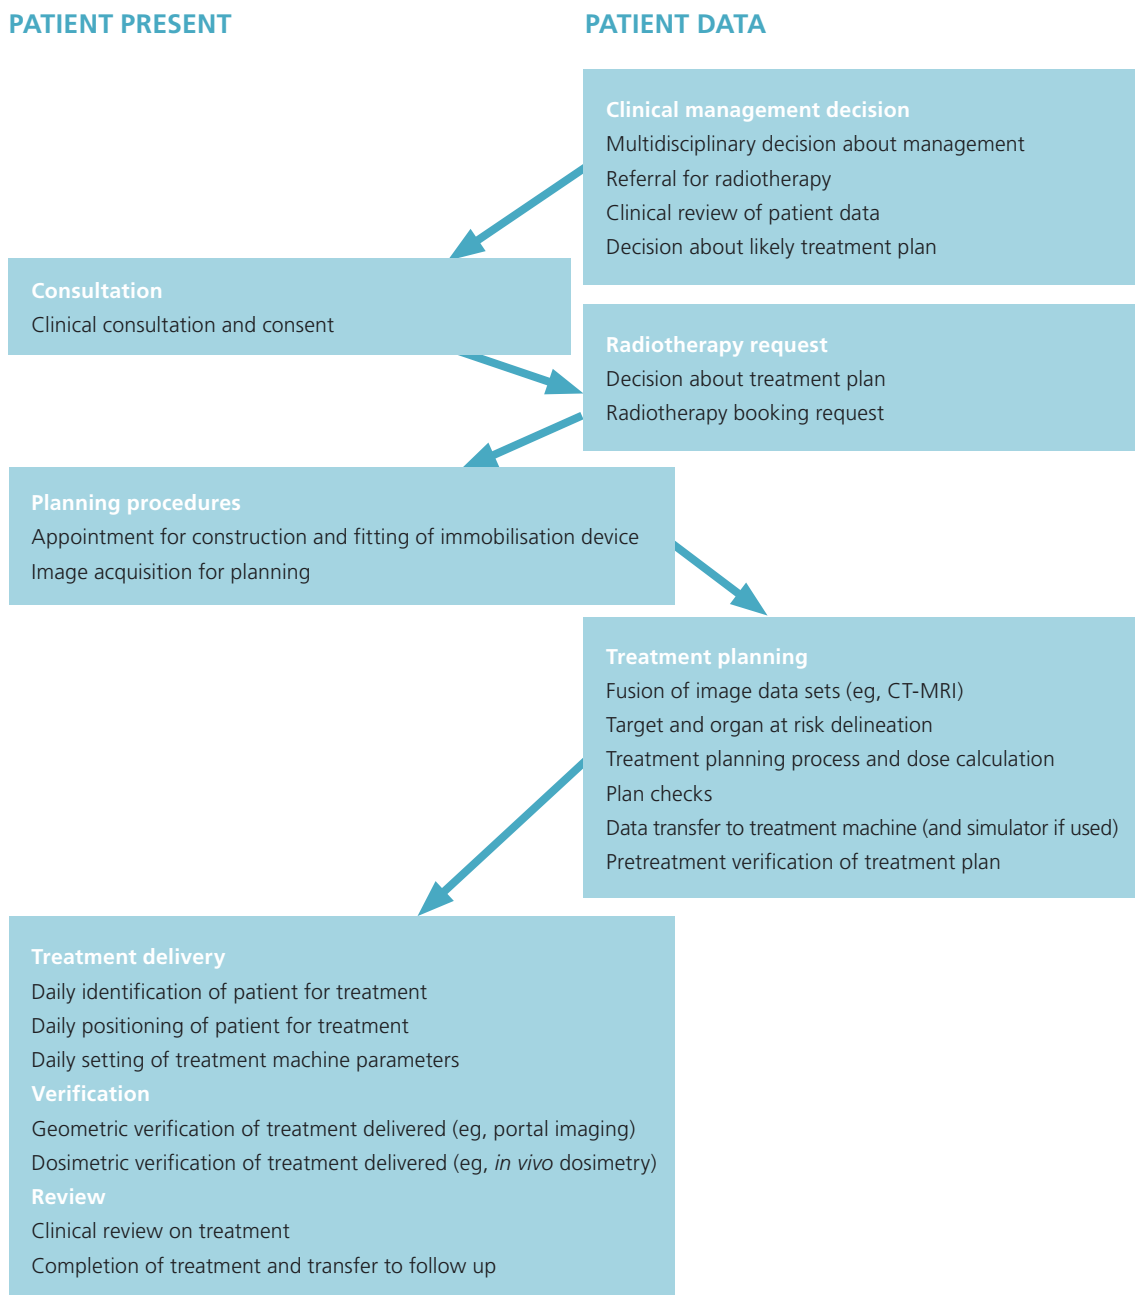 PATIENT PRESENT
PATIENT DATA
Clinical management decision
Multidisciplinary decision about management
Referral for radiotherapy
Clinical review of patient data
Decision about likely treatment plan
Consultation
Clinical consultation and consent
Radiotherapy request
Decision about treatment plan
Radiotherapy booking request
Planning procedures
Appointment for construction and fitting of immobilisation device
Image acquisition for planning
Treatment planning
Fusion of image data sets (eg, CT-MRI)
Target and organ at risk delineation
Treatment planning process and dose calculation
Plan checks
Data transfer to treatment machine (and simulator if used)
Pretreatment verification of treatment plan
Treatment delivery
Daily identification of patient for treatment
Daily positioning of patient for treatment
Daily setting of treatment machine parameters
Verification
Geometric verification of treatment delivered (eg, portal imaging)
Dosimetric verification of treatment delivered (eg, in vivo dosimetry)
Review
Clinical review on treatment
Completion of treatment and transfer to follow up